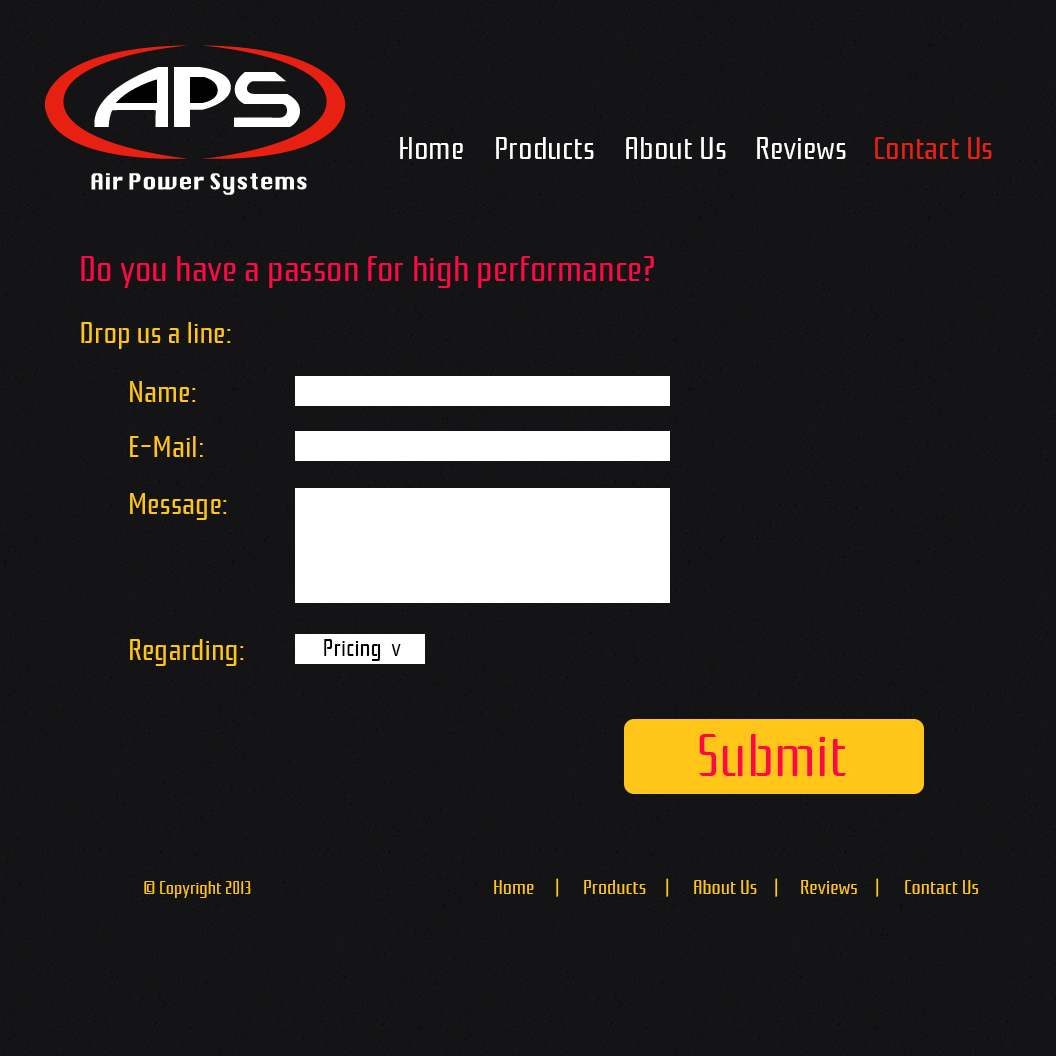 APS
Air Power Systems
Home Products About Us Reviews Contact Us
Do you have a passon for high performance?
Drop us a line:
Name:
E-Mail:
Message:
Regarding: Pricing v
Submit
© Copyright 2013 Home | Products | About Us | Reviews | Contact Us